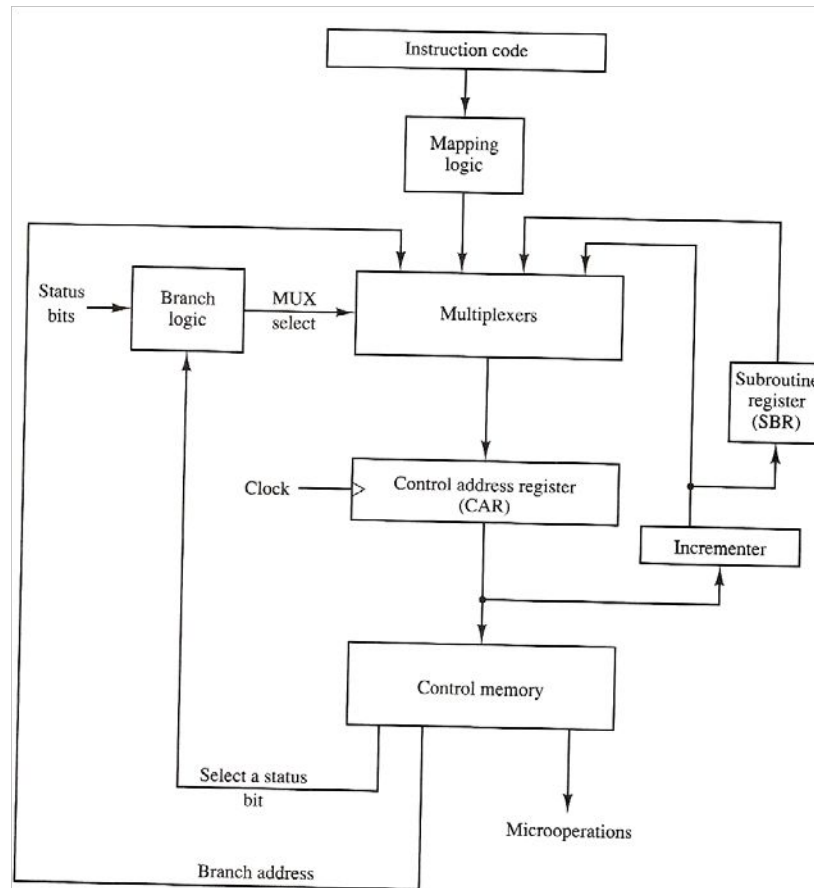 Instruction code
Mapping
logic
Status
bits
Branch
logic
MUX
select
Multiplexers
Subroutine
register
(SBR)
Clock
Control address register
(CAR)
Incrementer
Control memory
Select a status
bit
Microoperations
Branch address